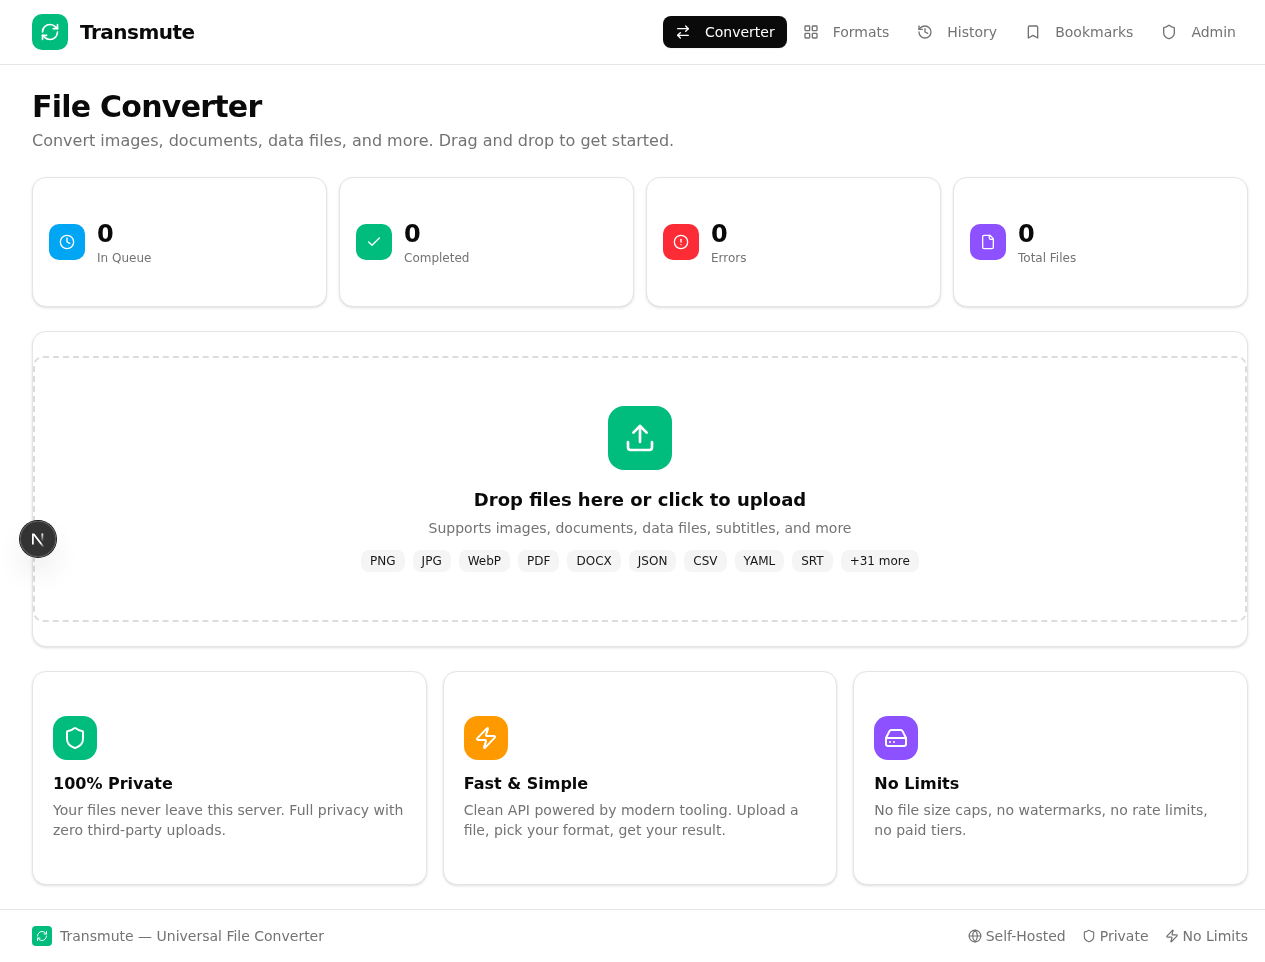 Transmute
Converter
Formats
History
Bookmarks
Admin
File Converter
Convert images, documents, data files, and more. Drag and drop to get started.
0
In Queue
0
Completed
0
Errors
0
Total Files
Drop files here or click to upload
Supports images, documents, data files, subtitles, and more
PNG
JPG
WebP
PDF
DOCX
JSON
CSV
YAML
SRT
+31 more
N
100% Private
Your files never leave this server. Full privacy with
zero third-party uploads.
Fast & Simple
Clean API powered by modern tooling. Upload a
file, pick your format, get your result.
No Limits
No file size caps, no watermarks, no rate limits,
no paid tiers.
Transmute — Universal File Converter
Self-Hosted
Private
No Limits